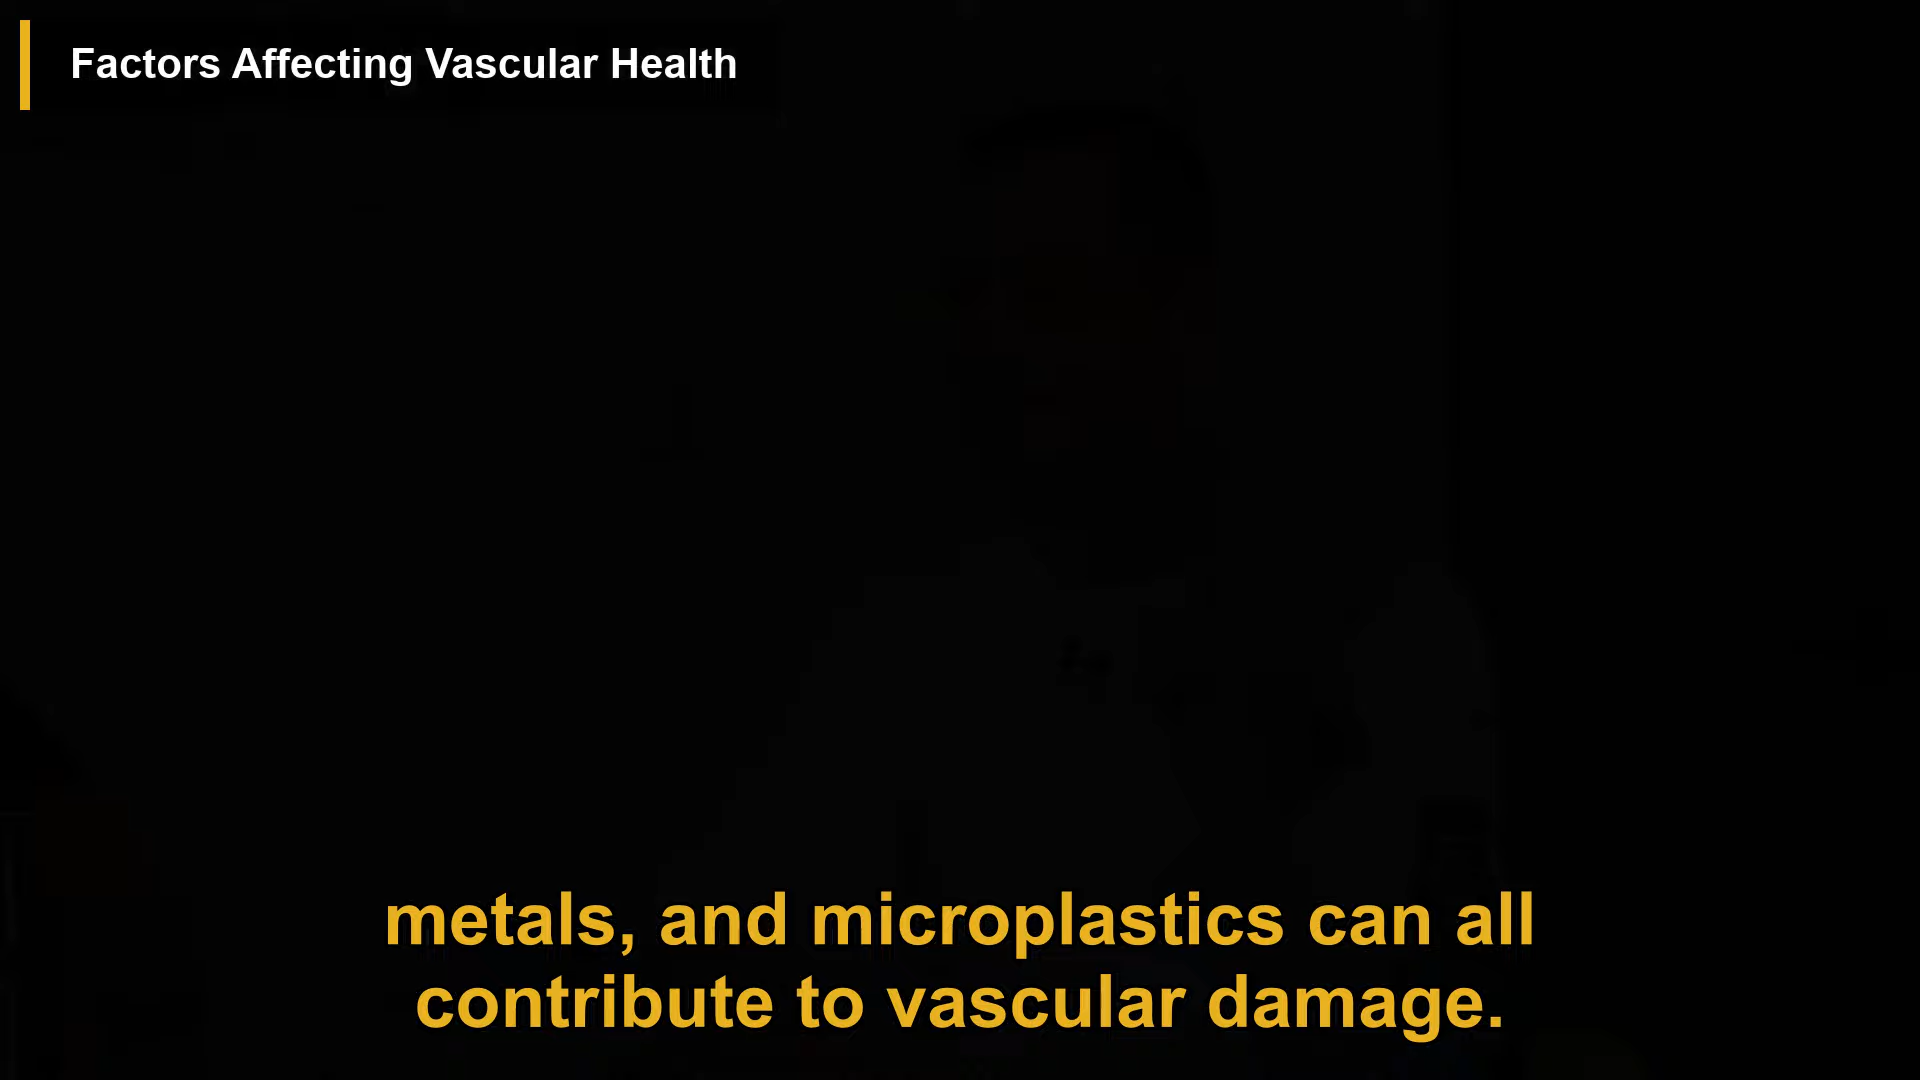 Factors Affecting Vascular Health
metals, and microplastics can all
contribute to vascular damage.